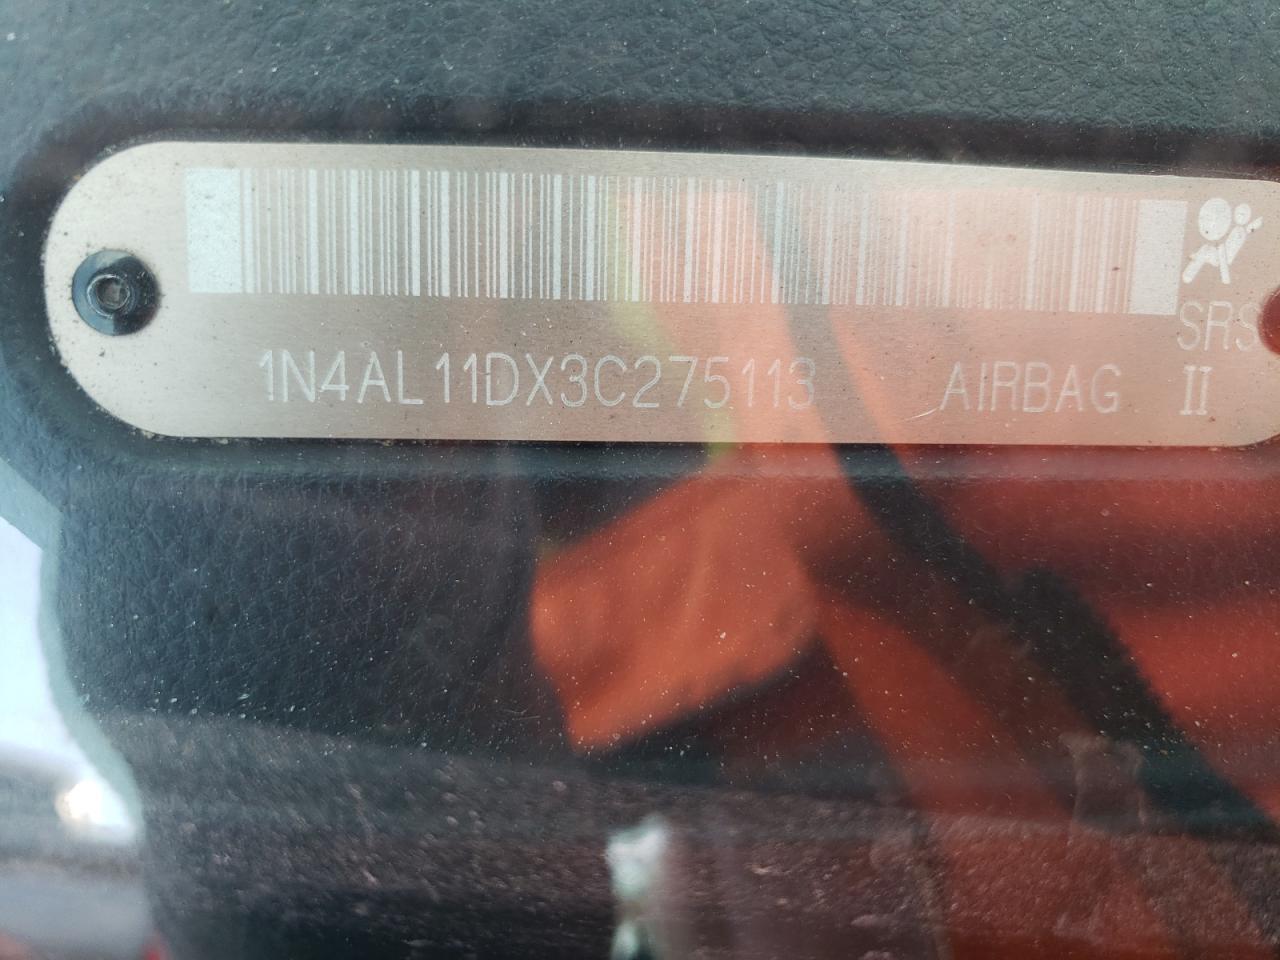 SRS
1N4AL11DX3C275113 AIRBAG II